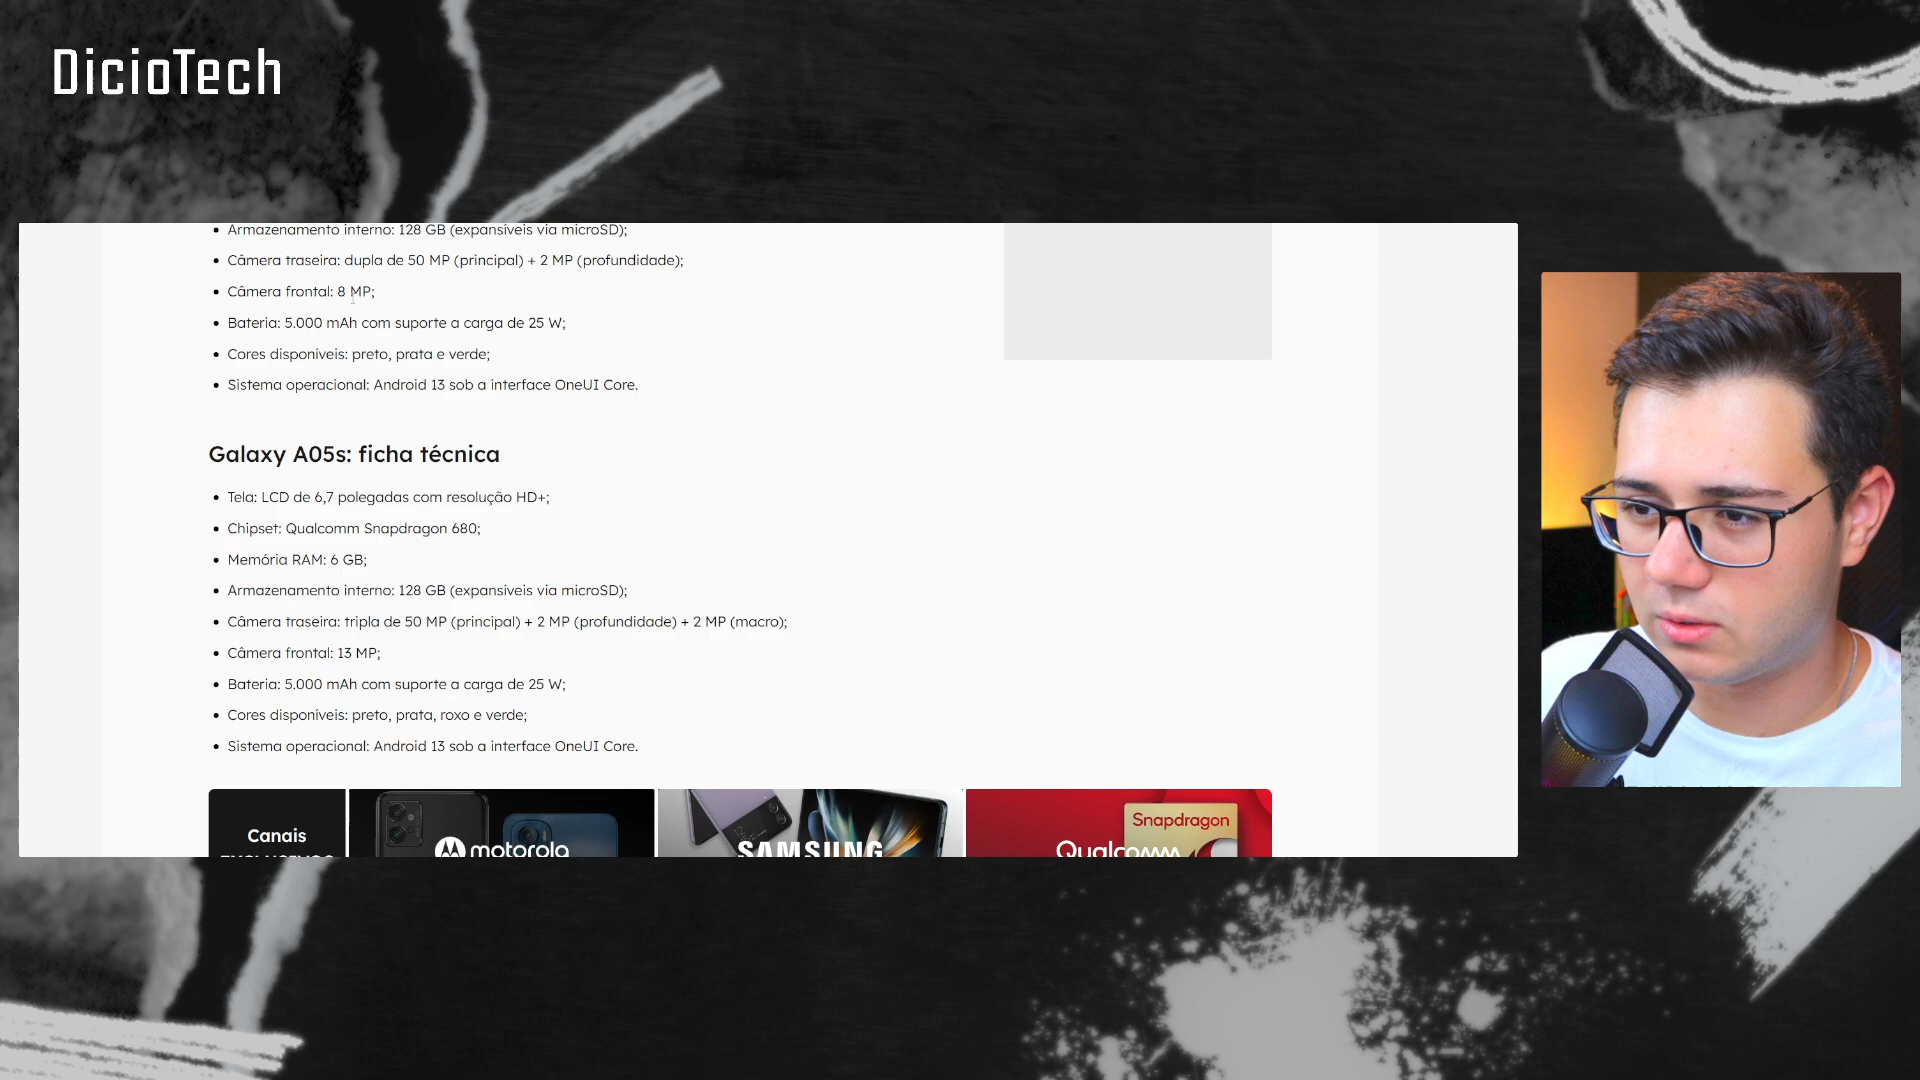 DicioTech
Armazenamento interno: 128 GB (expansíveis via microSD);
Câmera traseira: dupla de 50 MP (principal) + 2 MP (profundidade);
Câmera frontal: 8 MP;
Bateria: 5.000 mAh com suporte a carga de 25 W;
Cores disponíveis: preto, prata e verde;
Sistema operacional: Android 13 sob a interface OneUI Core.
Galaxy A05s: ficha técnica
Tela: LCD de 6,7 polegadas com resolução HD+;
Chipset: Qualcomm Snapdragon 680;
Memória RAM: 6 GB;
Armazenamento interno: 128 GB (expansíveis via microSD);
Câmera traseira: tripla de 50 MP (principal) + 2 MP (profundidade) + 2 MP (macro);
Câmera frontal: 13 MP;
Bateria: 5.000 mAh com suporte a carga de 25 W;
Cores disponíveis: preto, prata, roxo e verde;
Sistema operacional: Android 13 sob a interface OneUI Core.
Canais
motorola
SAMSUNG
Snapdragon
Qualcomm